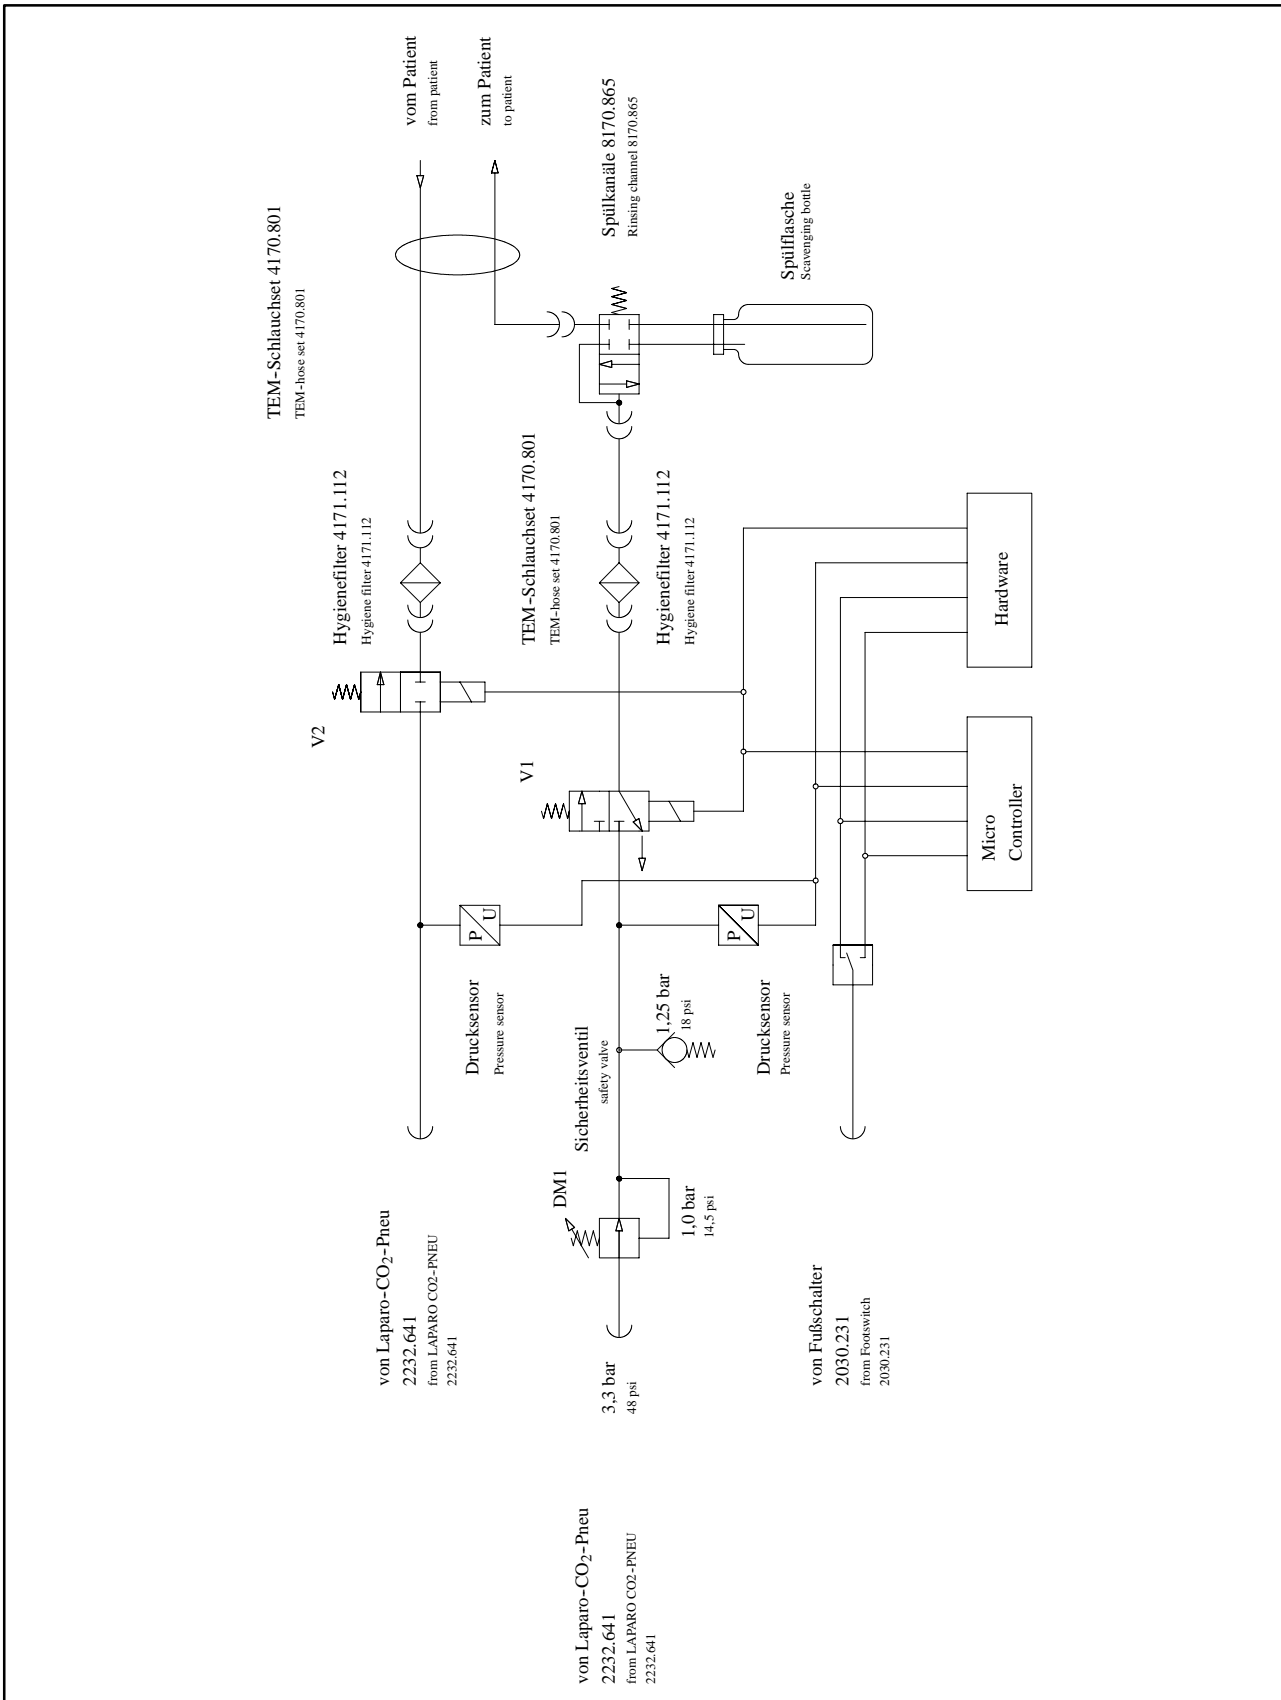 TEM-Schlauchset 4170.801
TEM-hose set 4170.801
vom Patient
from patient
zum Patient
to patient
Hygienefilter 4171.112
Hygiene filter 4171.112
V2
von Laparo-CO2-Pneu
2232.641
from LAPARO CO2-PNEU
2232.641
Drucksensor
Pressure sensor
P
U
TEM-Schlauchset 4170.801
TEM-hose set 4170.801
Spülkanäle 8170.865
Rinsing channel 8170.865
V1
Hygienefilter 4171.112
Hygiene filter 4171.112
DM1
Sicherheitsventil
safety valve
von Laparo-CO2-Pneu
2232.641
from LAPARO CO2-PNEU
2232.641
3,3 bar
48 psi
1,0 bar
14,5 psi
1,25 bar
18 psi
P
U
Drucksensor
Pressure sensor
Spülflasche
Scavenging bottle
von Fußschalter
2030.231
from Footswitch
2030.231
Micro
Controller
Hardware